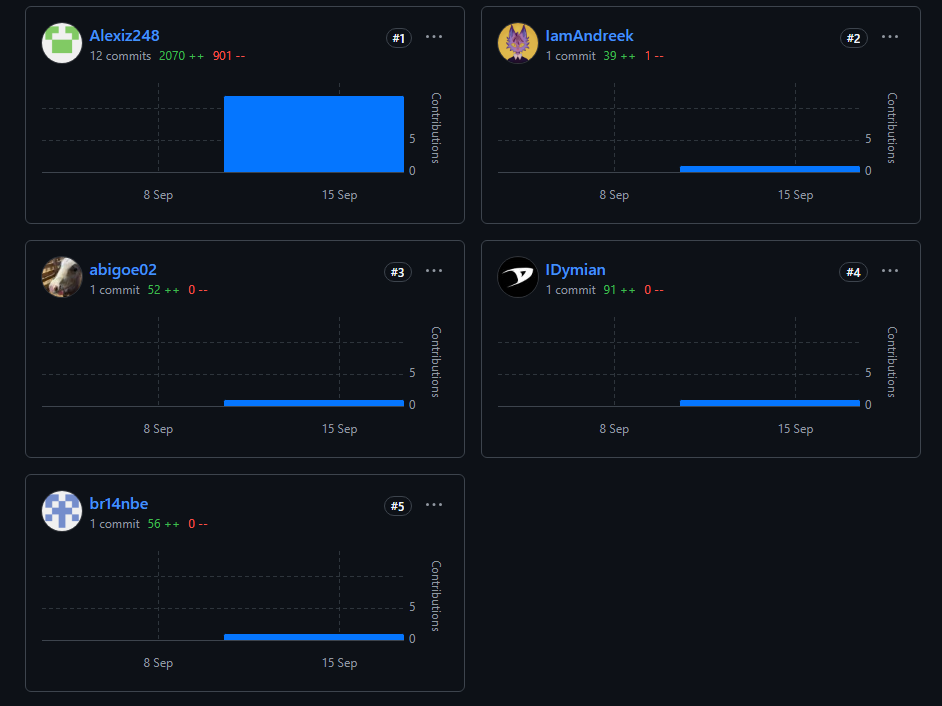 Alexiz248 #1 ···
12 commits 2070 ++ 901 --
Contributions
5
0
8 Sep 15 Sep
IamAndreek #2 ···
1 commit 39 ++ 1 --
Contributions
5
0
8 Sep 15 Sep
abigoe02 #3 ···
1 commit 52 ++ 0 --
Contributions
5
0
8 Sep 15 Sep
IDymian #4 ···
1 commit 91 ++ 0 --
Contributions
5
0
8 Sep 15 Sep
br14nbe #5 ···
1 commit 56 ++ 0 --
Contributions
5
0
8 Sep 15 Sep